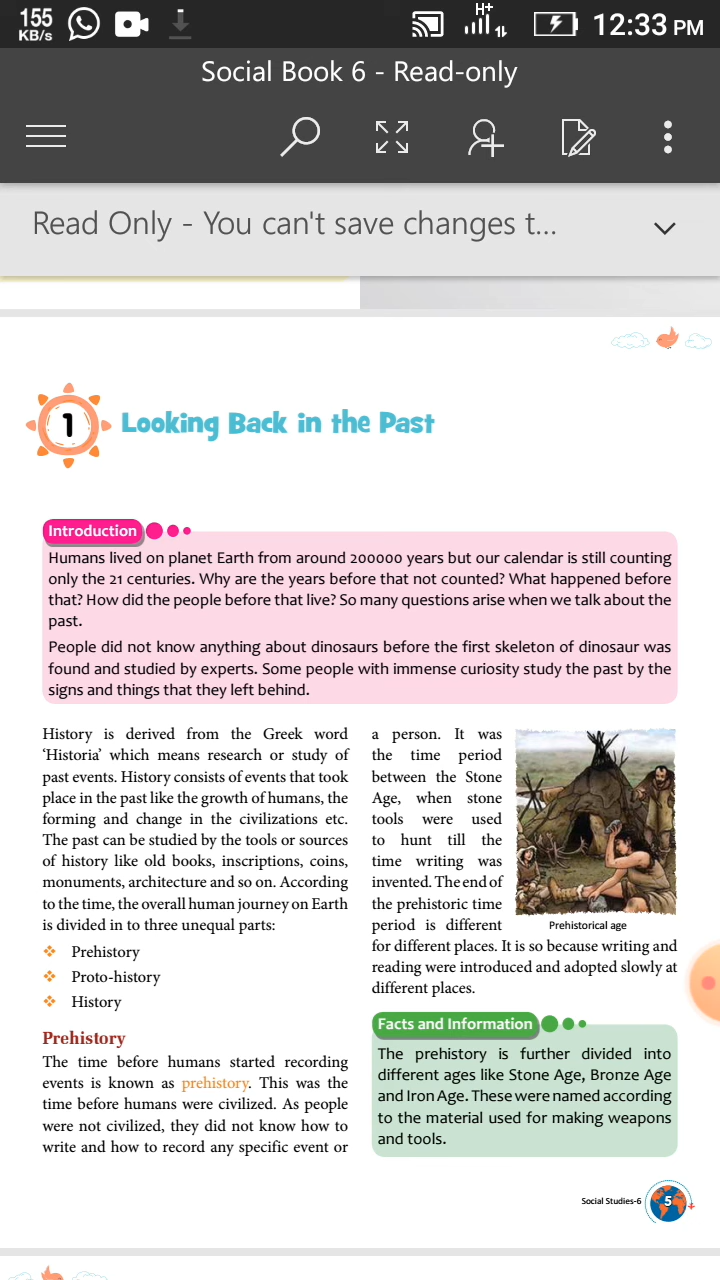 155
KB/s
H+
12:33 PM
Social Book 6 - Read-only
Read Only - You can't save changes t...
1
Looking Back in the Past
Introduction
Humans lived on planet Earth from around 200000 years but our calendar is still counting
only the 21 centuries. Why are the years before that not counted? What happened before
that? How did the people before that live? So many questions arise when we talk about the
past.
People did not know anything about dinosaurs before the first skeleton of dinosaur was
found and studied by experts. Some people with immense curiosity study the past by the
signs and things that they left behind.
History is derived from the Greek word
‘Historia’ which means research or study of
past events. History consists of events that took
place in the past like the growth of humans, the
forming and change in the civilizations etc.
The past can be studied by the tools or sources
of history like old books, inscriptions, coins,
monuments, architecture and so on. According
to the time, the overall human journey on Earth
is divided in to three unequal parts:
❖ Prehistory
❖ Proto-history
❖ History
Prehistory
The time before humans started recording
events is known as prehistory. This was the
time before humans were civilized. As people
were not civilized, they did not know how to
write and how to record any specific event or
a person. It was
the time period
between the Stone
Age, when stone
tools were used
to hunt till the
time writing was
invented. The end of
the prehistoric time
period is different
for different places. It is so because writing and
reading were introduced and adopted slowly at
different places.
Prehistorical age
Facts and Information
The prehistory is further divided into
different ages like Stone Age, Bronze Age
and Iron Age. These were named according
to the material used for making weapons
and tools.
Social Studies-6
5